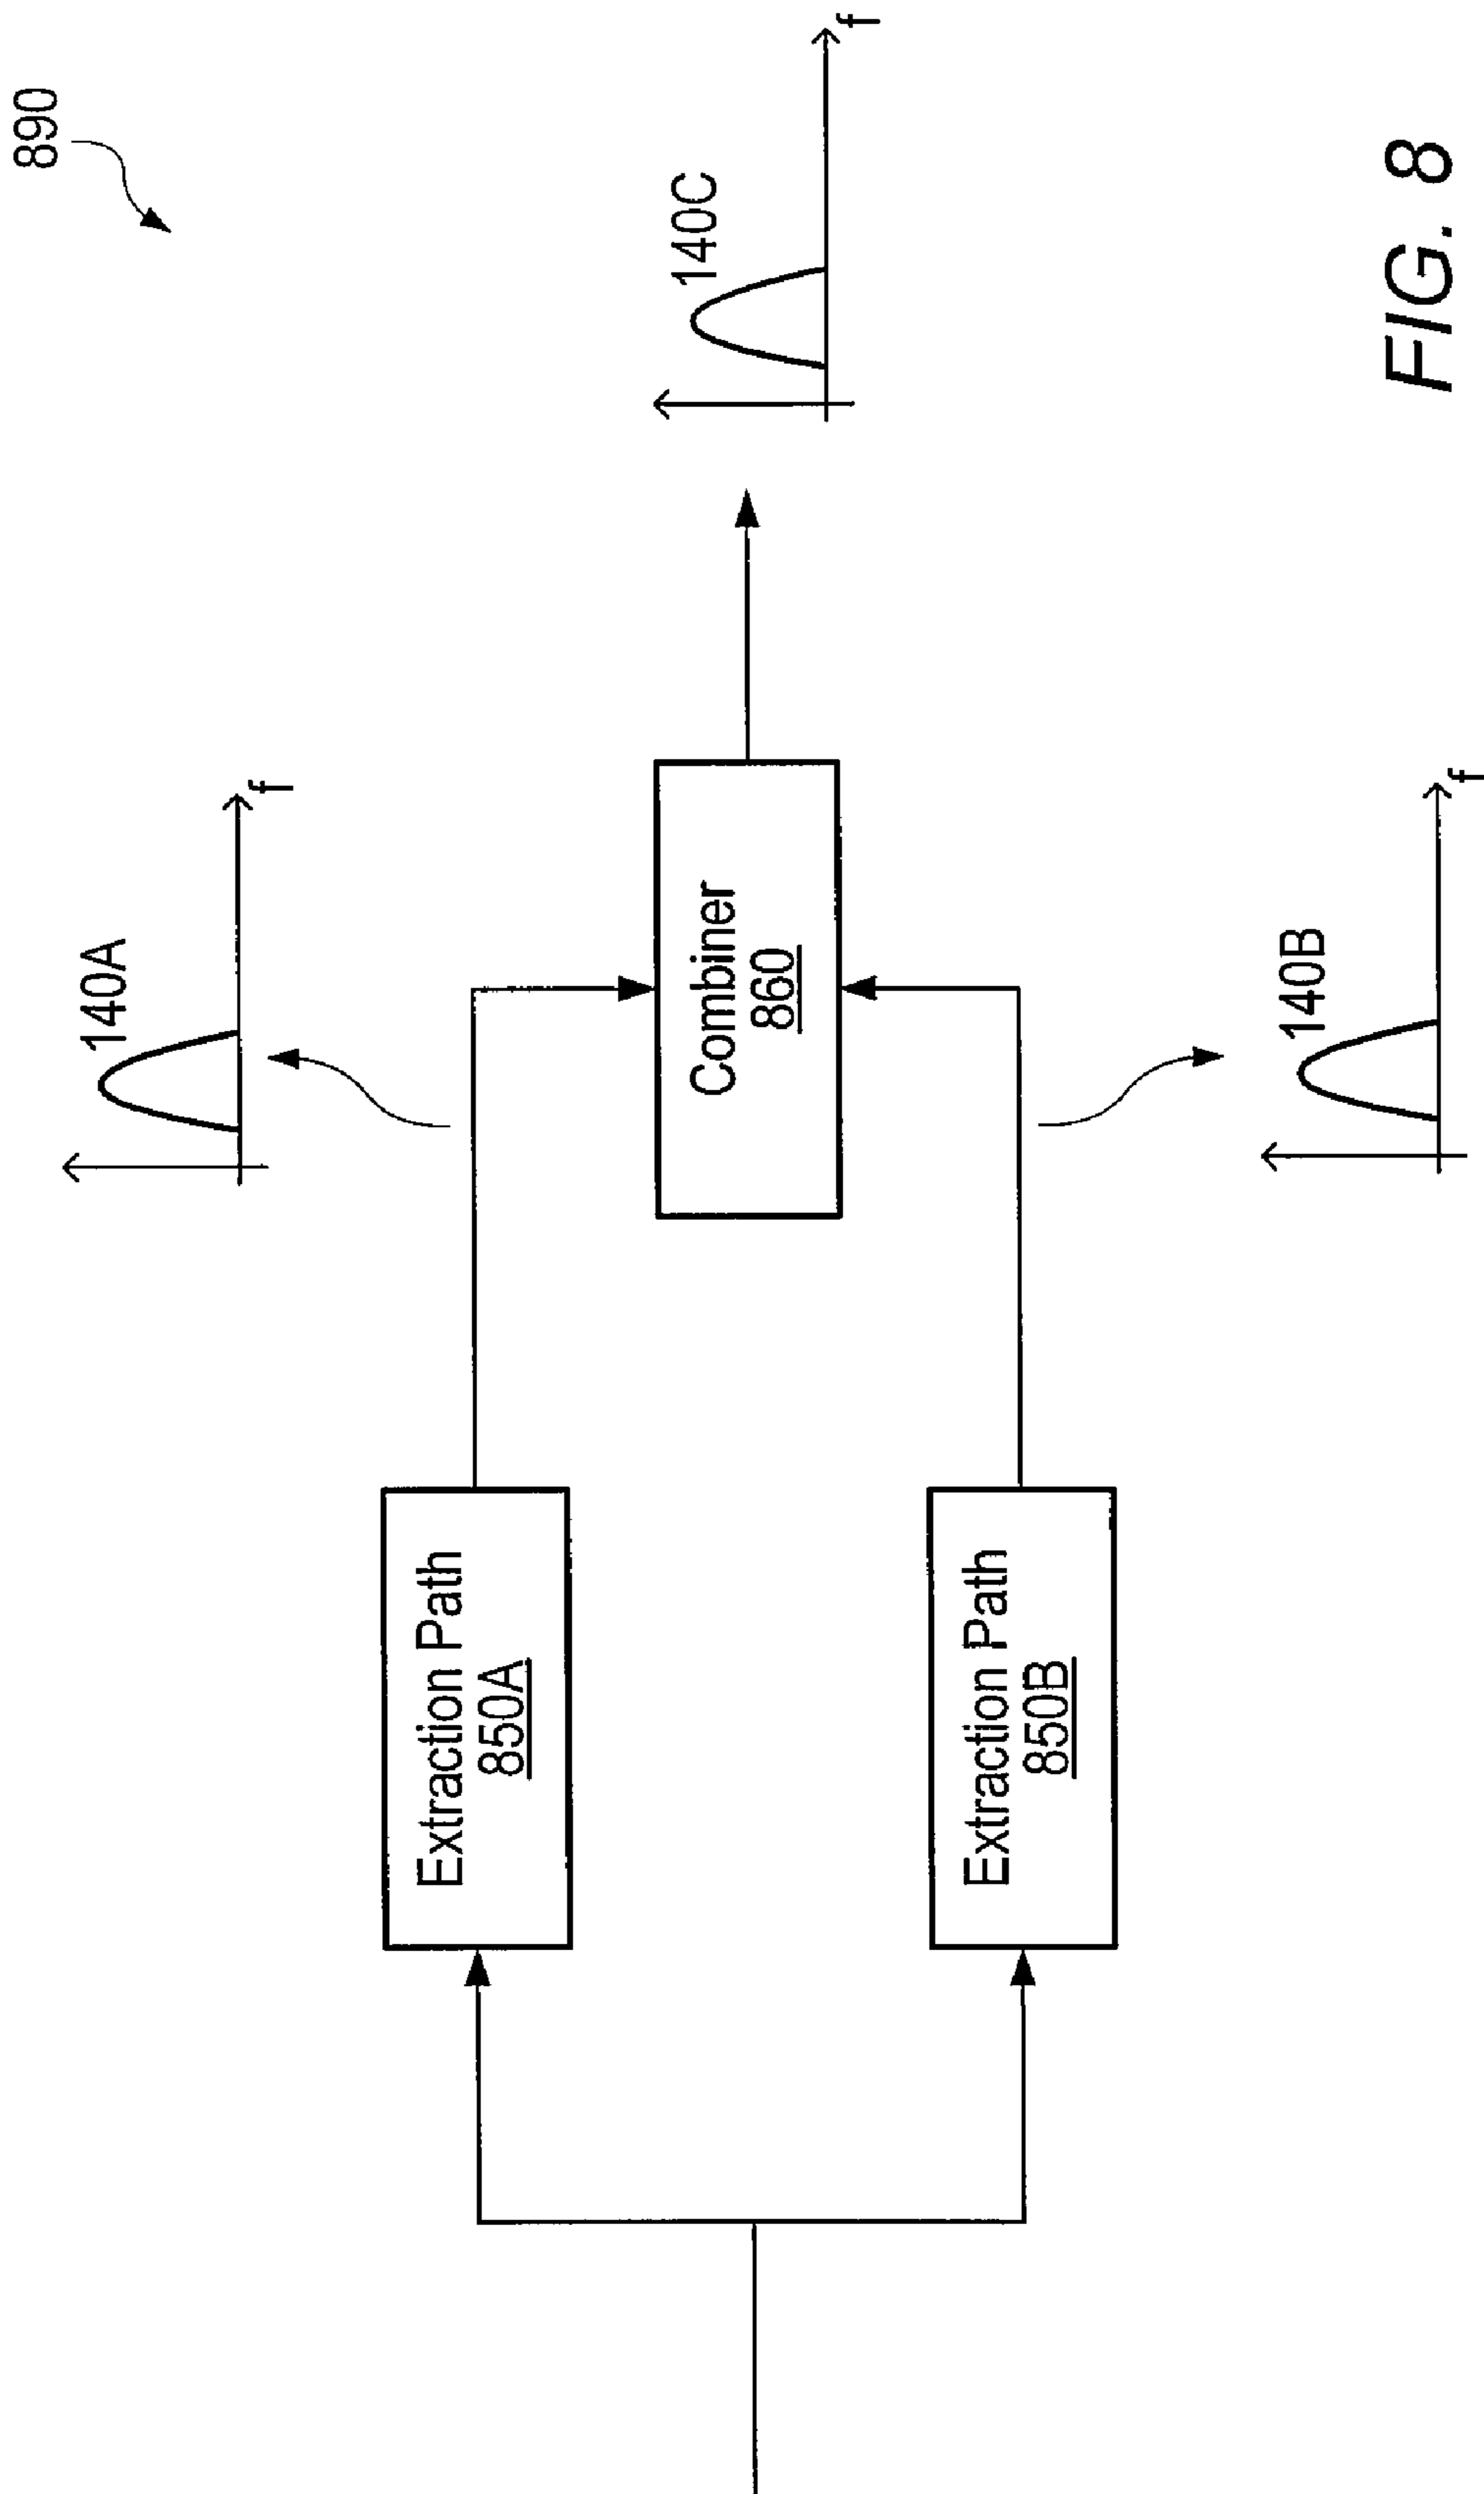 890
140A
f
Extraction Path
850A
Combiner
860
140C
f
Extraction Path
850B
140B
f
FIG. 8